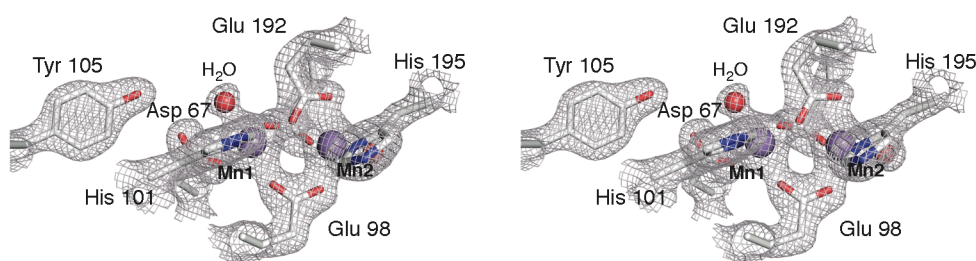 Glu 192
His 195
Tyr 105
H₂O
Asp 67
Mn1
Mn2
His 101
Glu 98
Glu 192
His 195
Tyr 105
H₂O
Asp 67
Mn1
Mn2
His 101
Glu 98